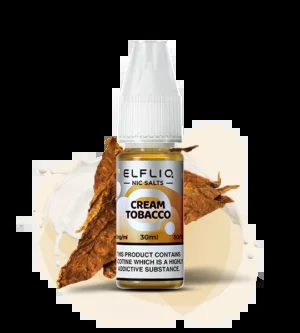 ELFLIQ
NIC SALTS
CREAM
TOBACCO
30ml
THIS PRODUCT CONTAINS
NICOTINE WHICH IS A HIGHLY
ADDICTIVE SUBSTANCE.